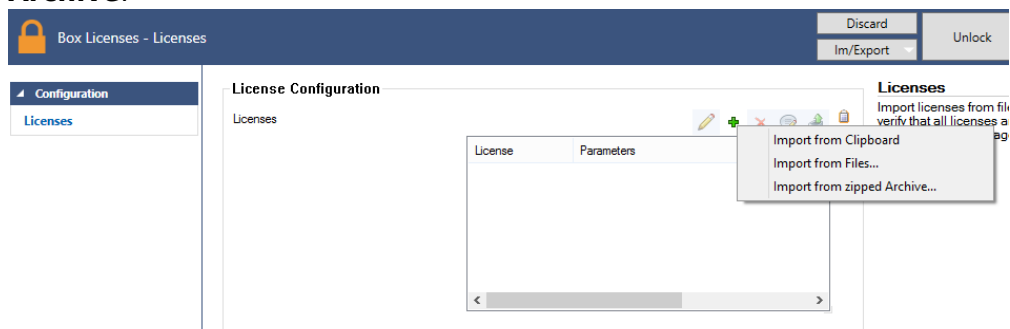 Box Licenses - Licenses
Discard
Im/Export
Unlock
Configuration
Licenses
License Configuration
Licenses
License Parameters
Import from Clipboard
Import from Files...
Import from zipped Archive...
Licenses
Import licenses from
verify that all licenses